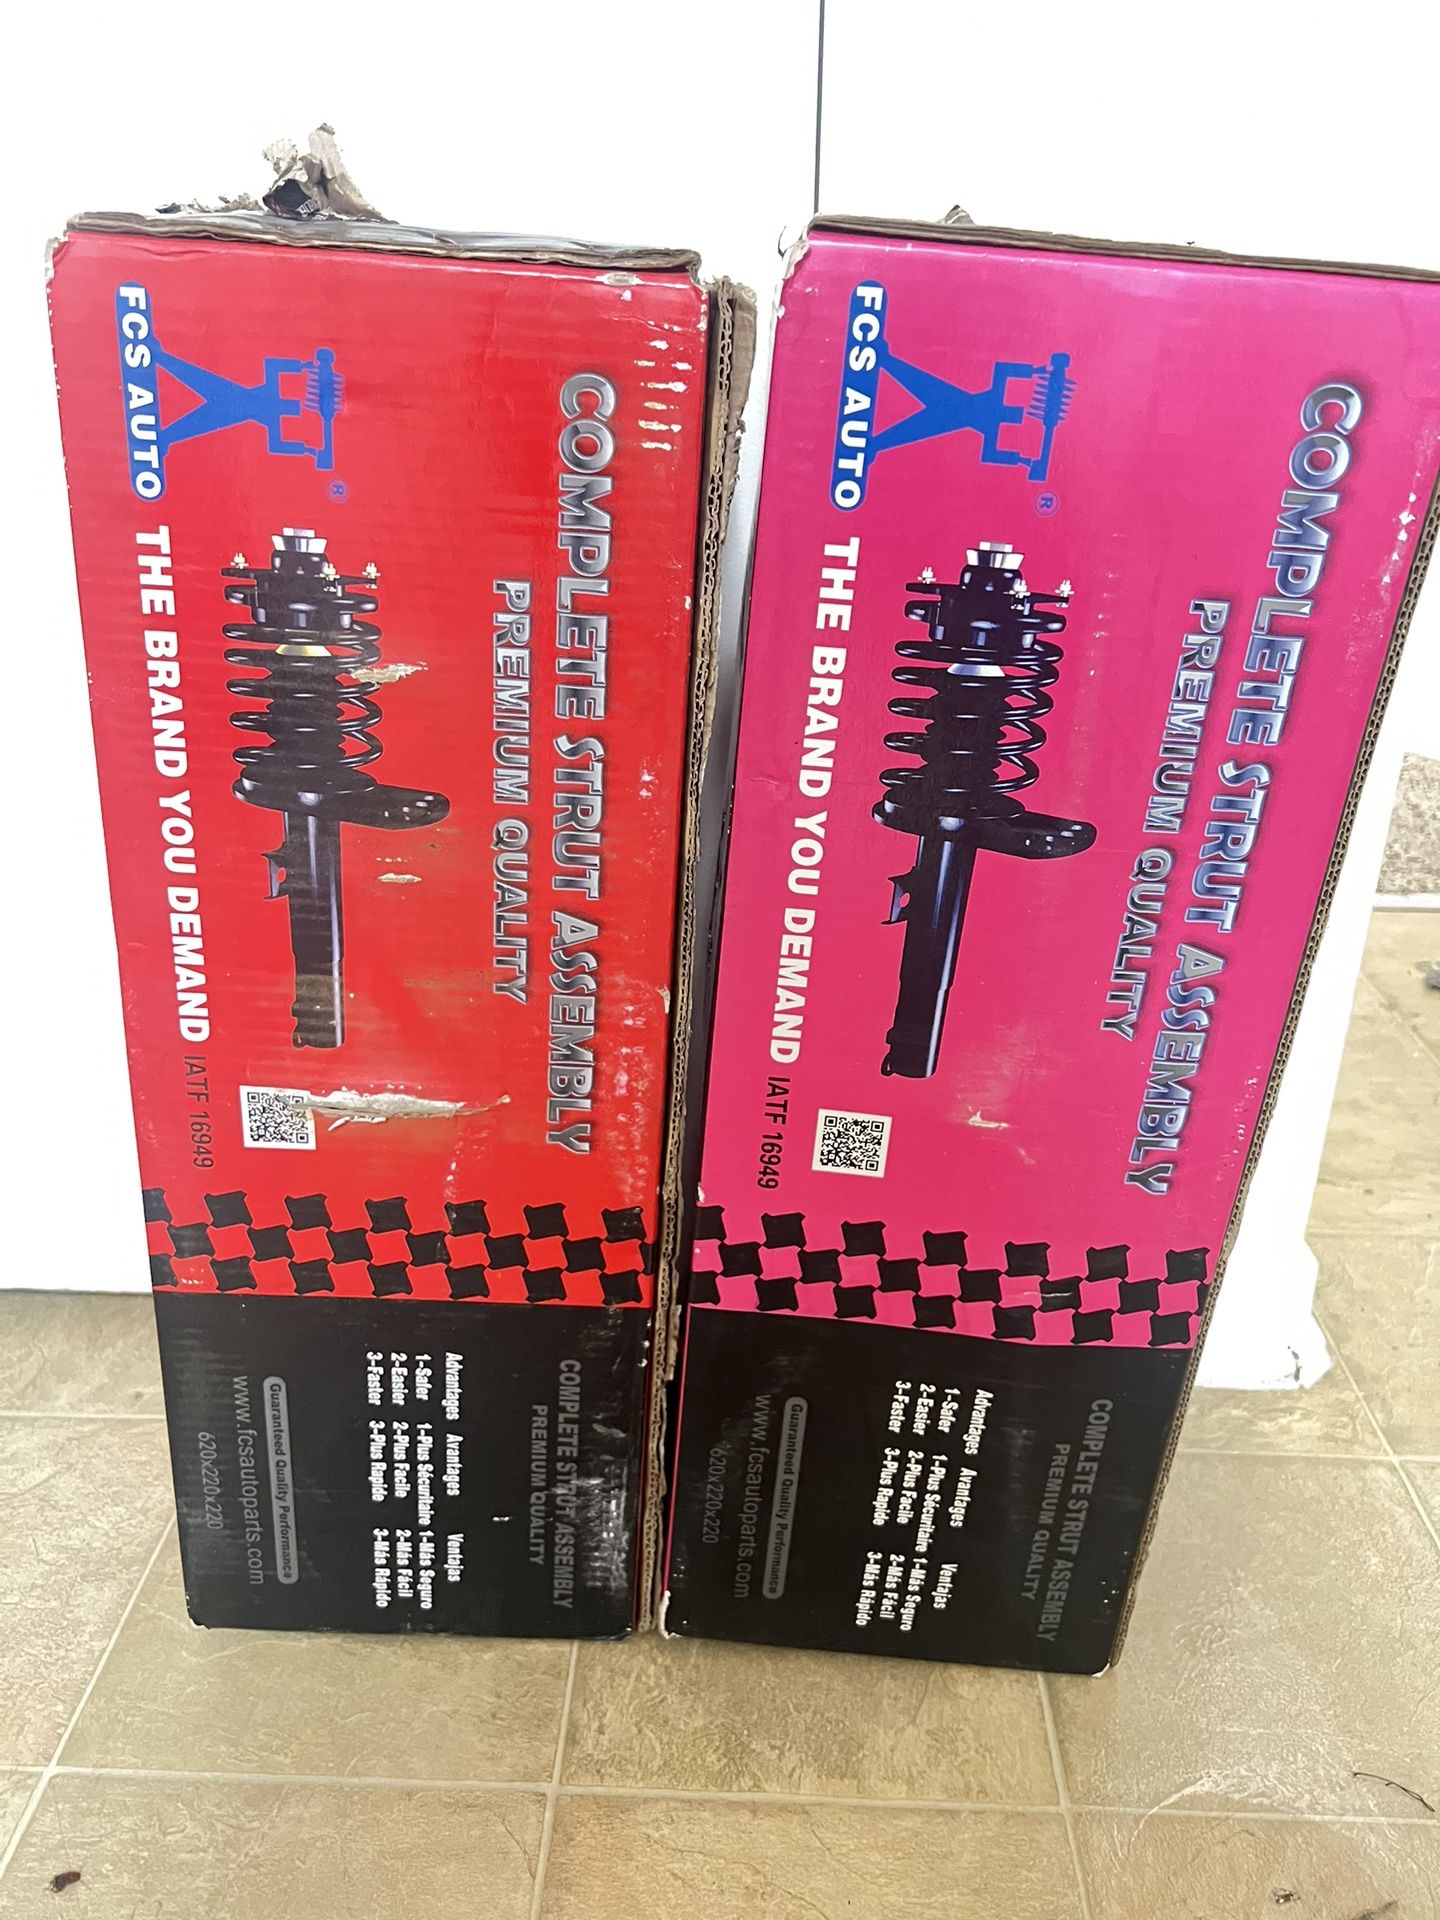 FCS AUTO
®
THE BRAND YOU DEMAND
IATF 16949
COMPLETE STRUT ASSEMBLY
PREMIUM QUALITY
COMPLETE STRUT ASSEMBLY
PREMIUM QUALITY
Advantages Avantages Ventajas
1-Safer 1-Plus Sécuritaire 1-Más Seguro
2-Easier 2-Plus Facile 2-Más Fácil
3-Faster 3-Plus Rapide 3-Más Rápido
Guaranteed Quality Performance
www.fcsautoparts.com
620x220x220
FCS AUTO
®
THE BRAND YOU DEMAND
IATF 16949
COMPLETE STRUT ASSEMBLY
PREMIUM QUALITY
COMPLETE STRUT ASSEMBLY
PREMIUM QUALITY
Advantages Avantages Ventajas
1-Safer 1-Plus Sécuritaire 1-Más Seguro
2-Easier 2-Plus Facile 2-Más Fácil
3-Faster 3-Plus Rapide 3-Más Rápido
Guaranteed Quality Performance
www.fcsautoparts.com
620x220x220